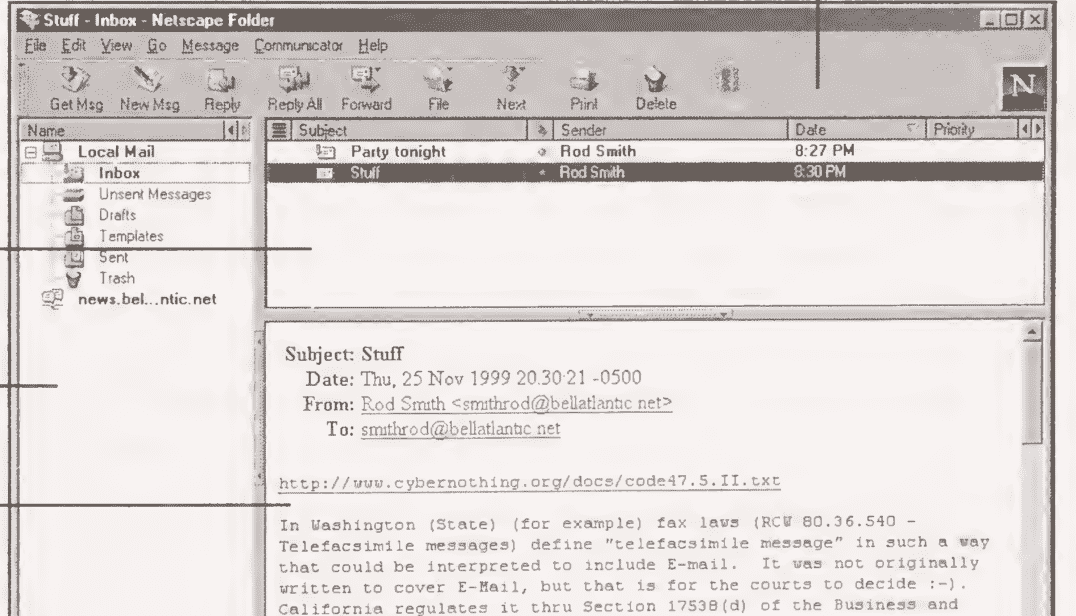 Stuff - Inbox - Netscape Folder
File Edit View Go Message Communicator Help
Get Msg New Msg Reply Reply All Forward File Next Print Delete
N
Name
Local Mail
Inbox
Unsent Messages
Drafts
Templates
Sent
Trash
news.bel...ntic.net
Subject Sender Date Priority
Party tonight Rod Smith 8:27 PM
Stuff Rod Smith 8:30 PM
Subject: Stuff
Date: Thu, 25 Nov 1999 20:30:21 -0500
From: Rod Smith <smithrod@bellatlantic.net>
To: smithrod@bellatlantic.net
http://www.cybernothing.org/docs/code47.5.II.txt
In Washington (State) (for example) fax laws (RCW 80.36.540 -
Telefacsimile messages) define "telefacsimile message" in such a way
that could be interpreted to include E-mail. It was not originally
written to cover E-Mail, but that is for the courts to decide :-).
California regulates it thru Section 17538(d) of the Business and